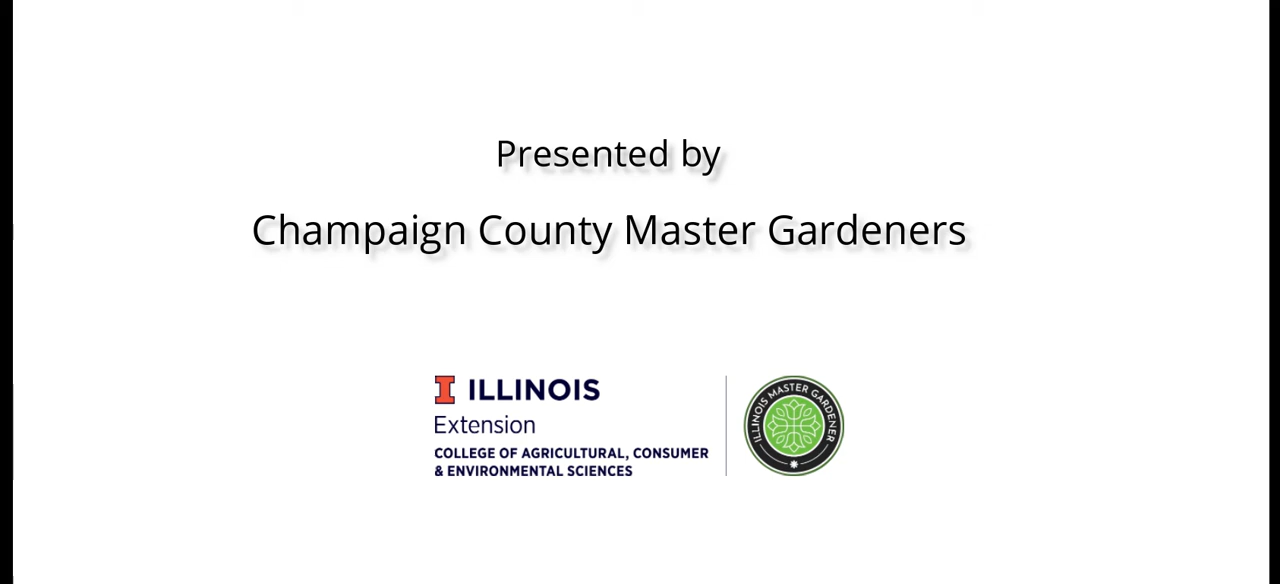 Presented by
Champaign County Master Gardeners
I ILLINOIS
Extension
COLLEGE OF AGRICULTURAL, CONSUMER
& ENVIRONMENTAL SCIENCES
ILLINOIS MASTER GARDENER